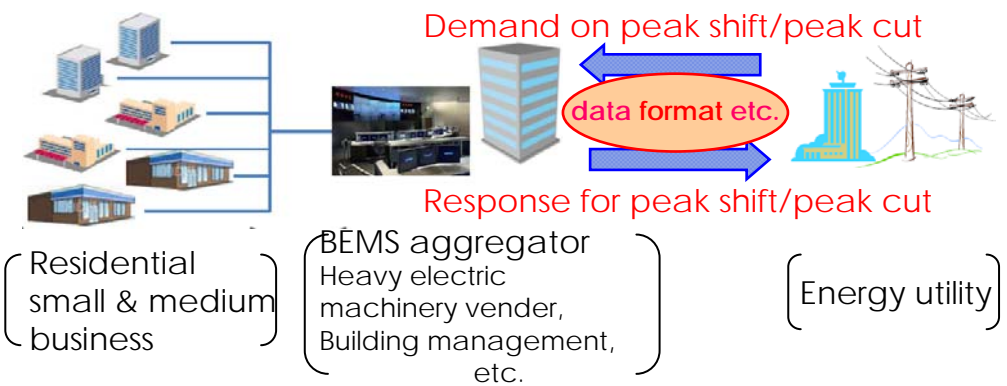 Demand on peak shift/peak cut
data format etc.
Response for peak shift/peak cut
Residential
small & medium
business
BEMS aggregator
Heavy electric
machinery vender,
Building management,
etc.
Energy utility